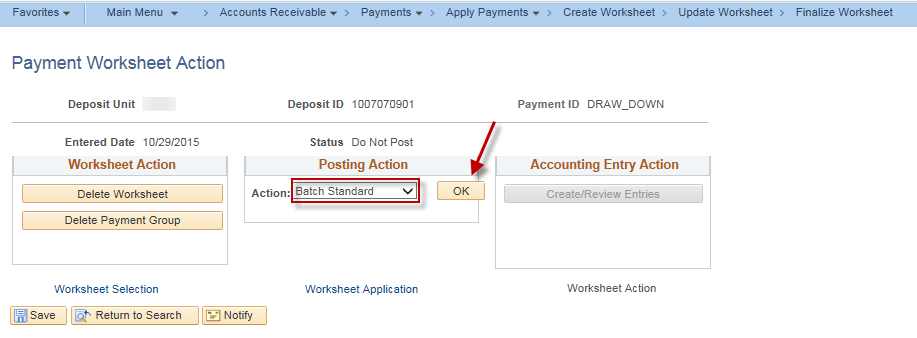 Favorites Main Menu > Accounts Receivable > Payments > Apply Payments > Create Worksheet > Update Worksheet > Finalize Worksheet
Payment Worksheet Action
Deposit Unit Deposit ID 1007070901 Payment ID DRAW_DOWN
Entered Date 10/29/2015 Status Do Not Post
Worksheet Action Posting Action Accounting Entry Action
Delete Worksheet Action: Batch Standard OK Create/Review Entries
Delete Payment Group
Worksheet Selection Worksheet Application Worksheet Action
Save Return to Search Notify